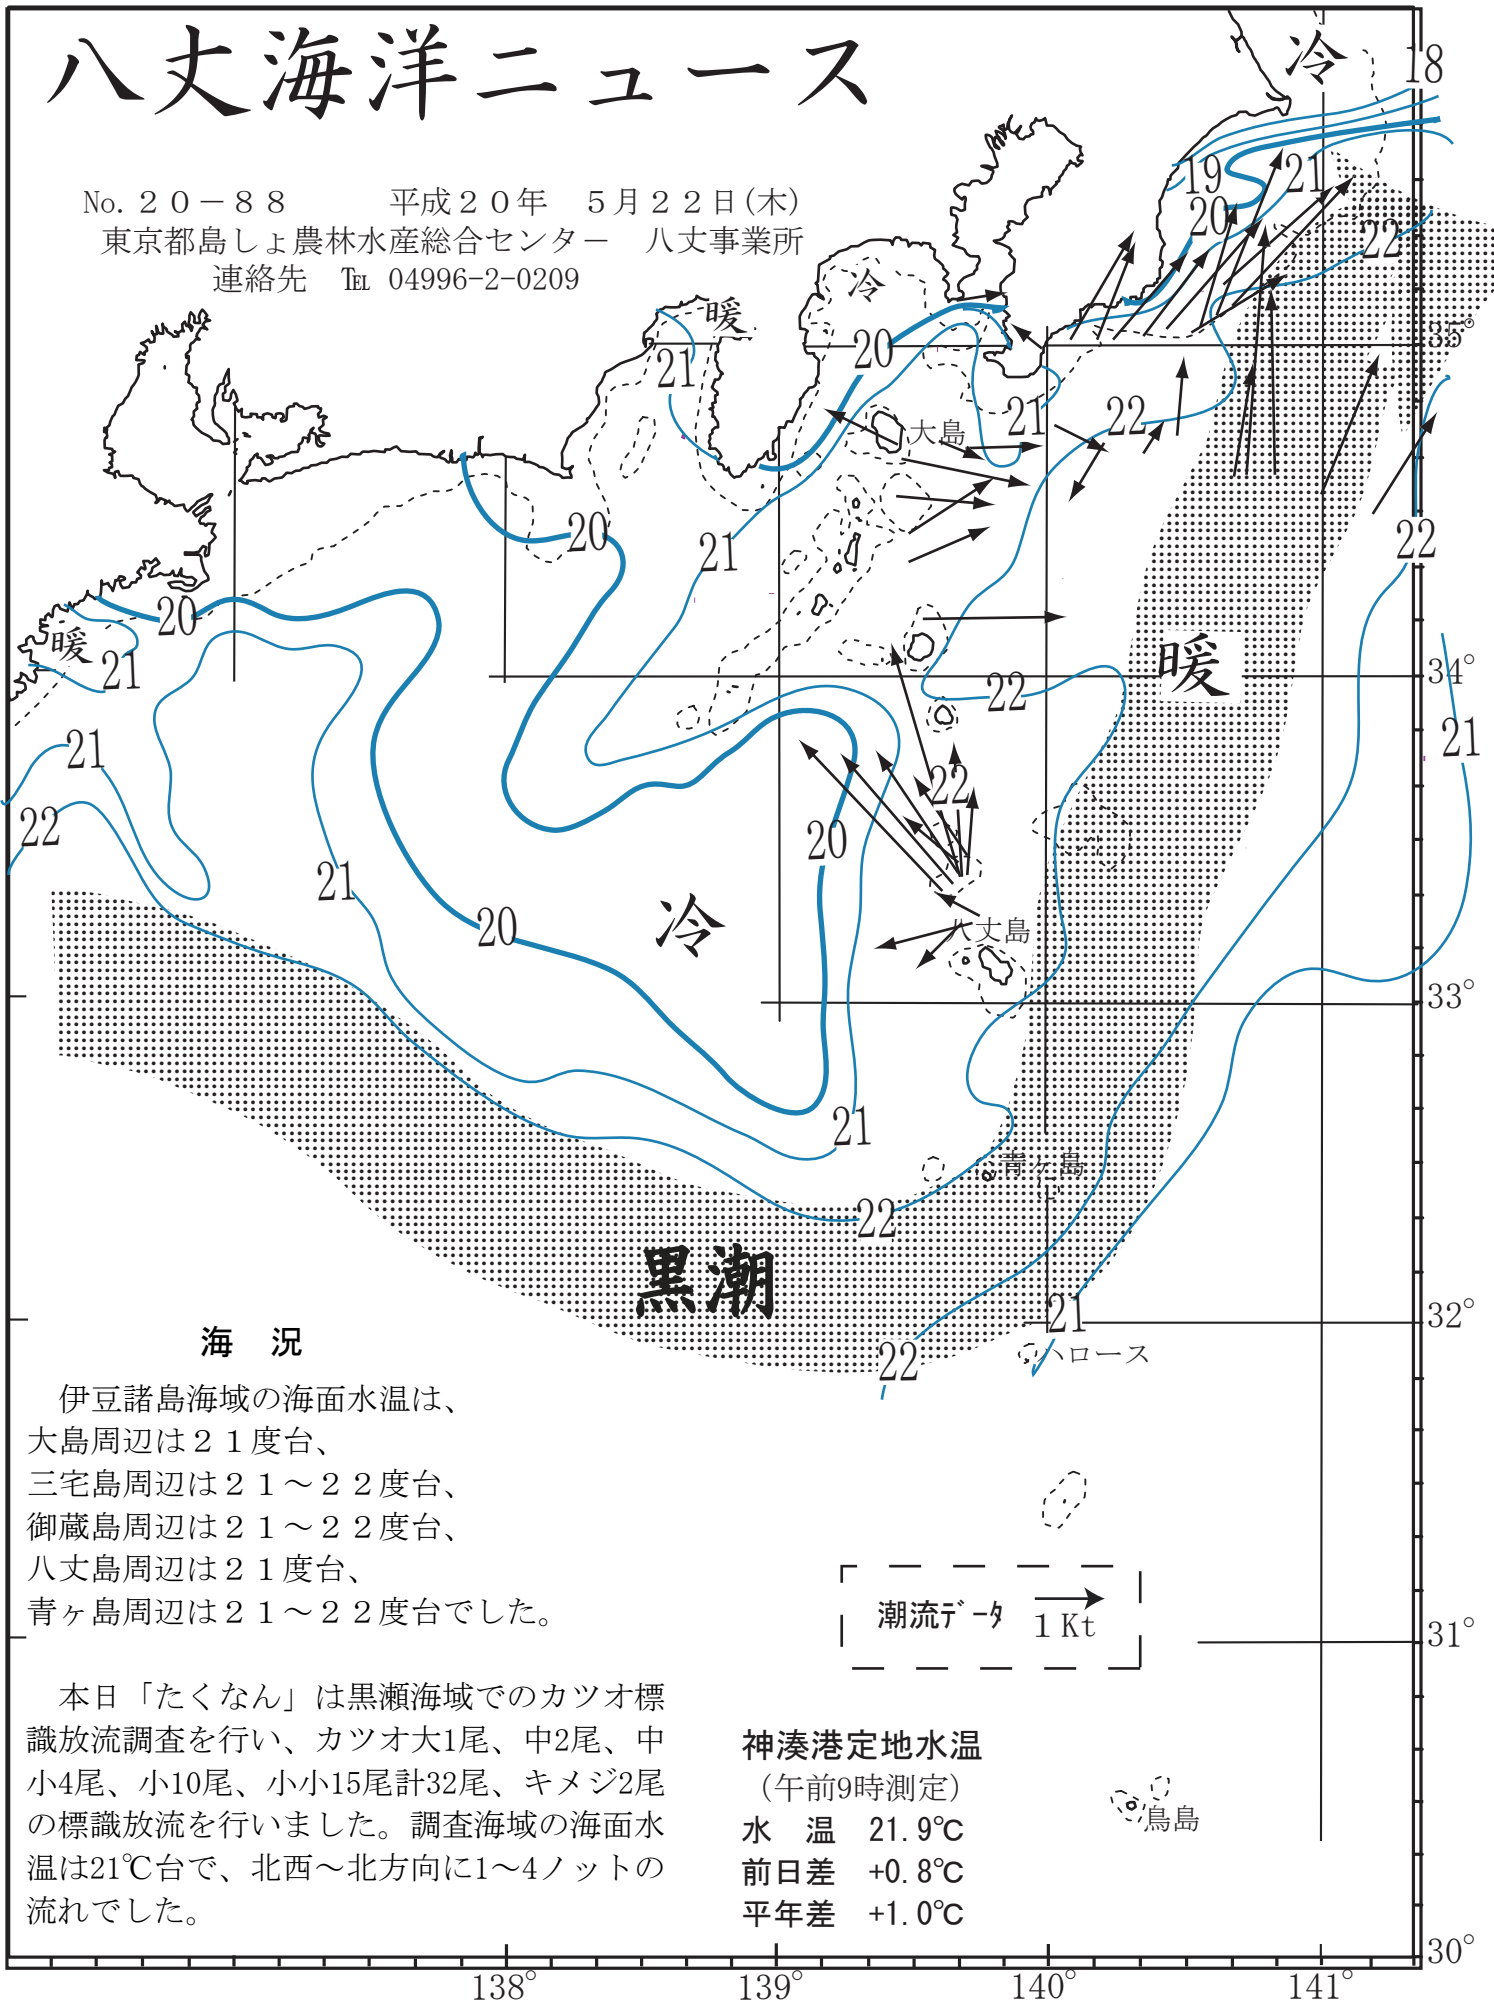 八丈海洋ニュース
No. ２０－８８　　　平成２０年　５月２２日(木)
東京都島しょ農林水産総合センター　八丈事業所
連絡先　℡ 04996-2-0209
冷
18
19
21
20
22
冷
暖
21
20
35°
大島
21
22
20
21
22
20
暖
21
暖
34°
22
21
21
22
22
20
21
冷
20
八丈島
33°
21
青ヶ島
22
黒潮
21
32°
22
ハロース
海　況
　伊豆諸島海域の海面水温は、
大島周辺は２１度台、
三宅島周辺は２１～２２度台、
御蔵島周辺は２１～２２度台、
八丈島周辺は２１度台、
青ヶ島周辺は２１～２２度台でした。
潮流ﾃﾞｰﾀ
1 Kt
31°
　本日「たくなん」は黒瀬海域でのカツオ標
識放流調査を行い、カツオ大1尾、中2尾、中
小4尾、小10尾、小小15尾計32尾、キメジ2尾
の標識放流を行いました。調査海域の海面水
温は21℃台で、北西～北方向に1～4ノットの
流れでした。
神湊港定地水温
（午前9時測定）
水　温　21.9℃
前日差　+0.8℃
平年差　+1.0℃
鳥島
30°
138°
139°
140°
141°